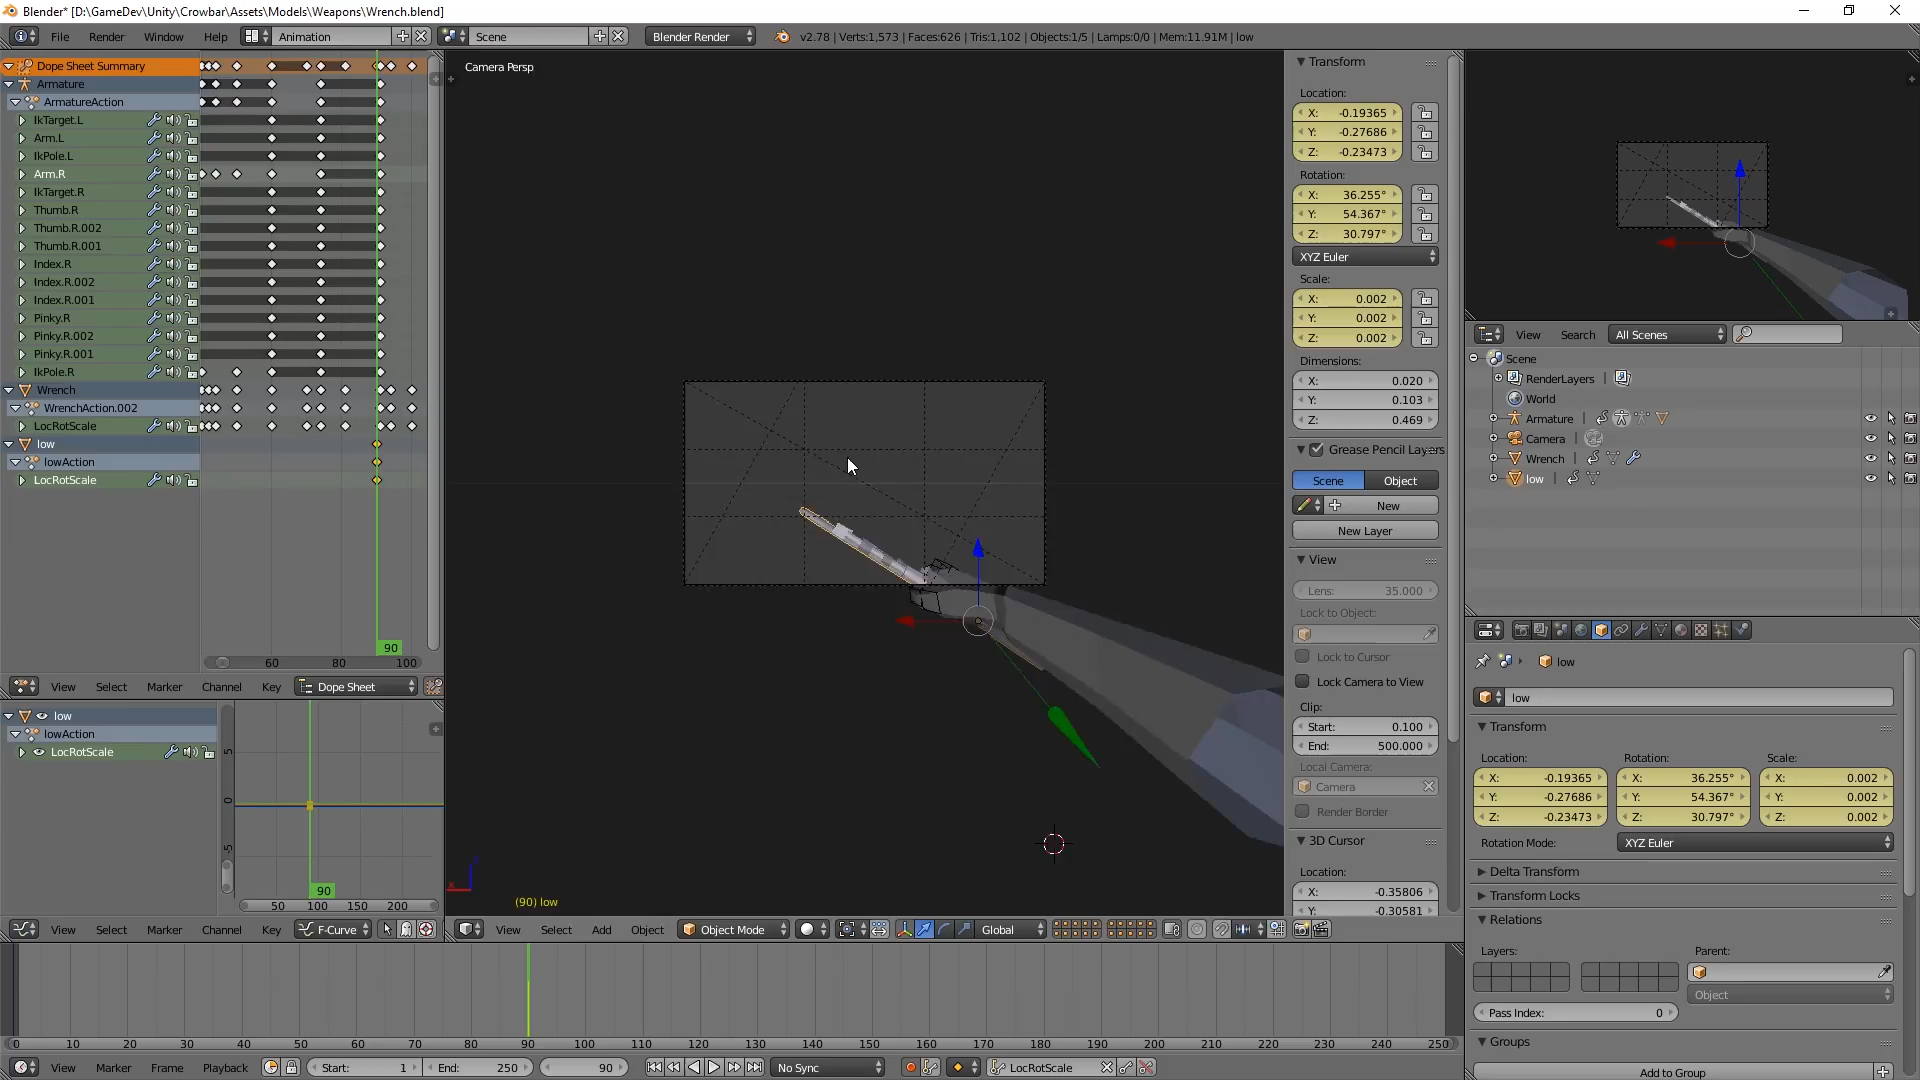 Blender* [D:\GameDev\Unity\Crowbar\Assets\Models\Weapons\Wrench.blend]
File Render Window Help Animation Scene Blender Render v2.78 | Verts:1,573 | Faces:626 | Tris:1,102 | Objects:1/5 | Lamps:0/0 | Mem:11.91M | low
Dope Sheet Summary
Armature
ArmatureAction
IkTarget.L
Arm.L
IkPole.L
Arm.R
IkTarget.R
Thumb.R
Thumb.R.002
Thumb.R.001
Index.R
Index.R.002
Index.R.001
Pinky.R
Pinky.R.002
Pinky.R.001
IkPole.R
Wrench
WrenchAction.002
LocRotScale
low
lowAction
LocRotScale
90
60 80 100
View Select Marker Channel Key Dope Sheet
low
lowAction
LocRotScale
5
0
-5
90
50 100 150 200
View Select Marker Channel Key F-Curve
Camera Persp
(90) low
View Select Add Object Object Mode Global
Transform
Location:
X: -0.19365
Y: -0.27686
Z: -0.23473
Rotation:
X: 36.255°
Y: 54.367°
Z: 30.797°
XYZ Euler
Scale:
X: 0.002
Y: 0.002
Z: 0.002
Dimensions:
X: 0.020
Y: 0.103
Z: 0.469
Grease Pencil Layers
Scene Object
New
New Layer
View
Lens: 35.000
Lock to Object:
Lock to Cursor
Lock Camera to View
Clip:
Start: 0.100
End: 500.000
Local Camera:
Camera
Render Border
3D Cursor
Location:
X: -0.35806
Y: -0.30581
View Search All Scenes
Scene
RenderLayers
World
Armature
Camera
Wrench
low
low
low
Transform
Location: Rotation: Scale:
X: -0.19365 X: 36.255° X: 0.002
Y: -0.27686 Y: 54.367° Y: 0.002
Z: -0.23473 Z: 30.797° Z: 0.002
Rotation Mode: XYZ Euler
Delta Transform
Transform Locks
Relations
Layers: Parent:
Object
Pass Index: 0
Groups
Add to Group
0 10 20 30 40 50 60 70 80 90 100 110 120 130 140 150 160 170 180 190 200 210 220 230 240 250
View Marker Frame Playback Start: 1 End: 250 90 No Sync LocRotScale